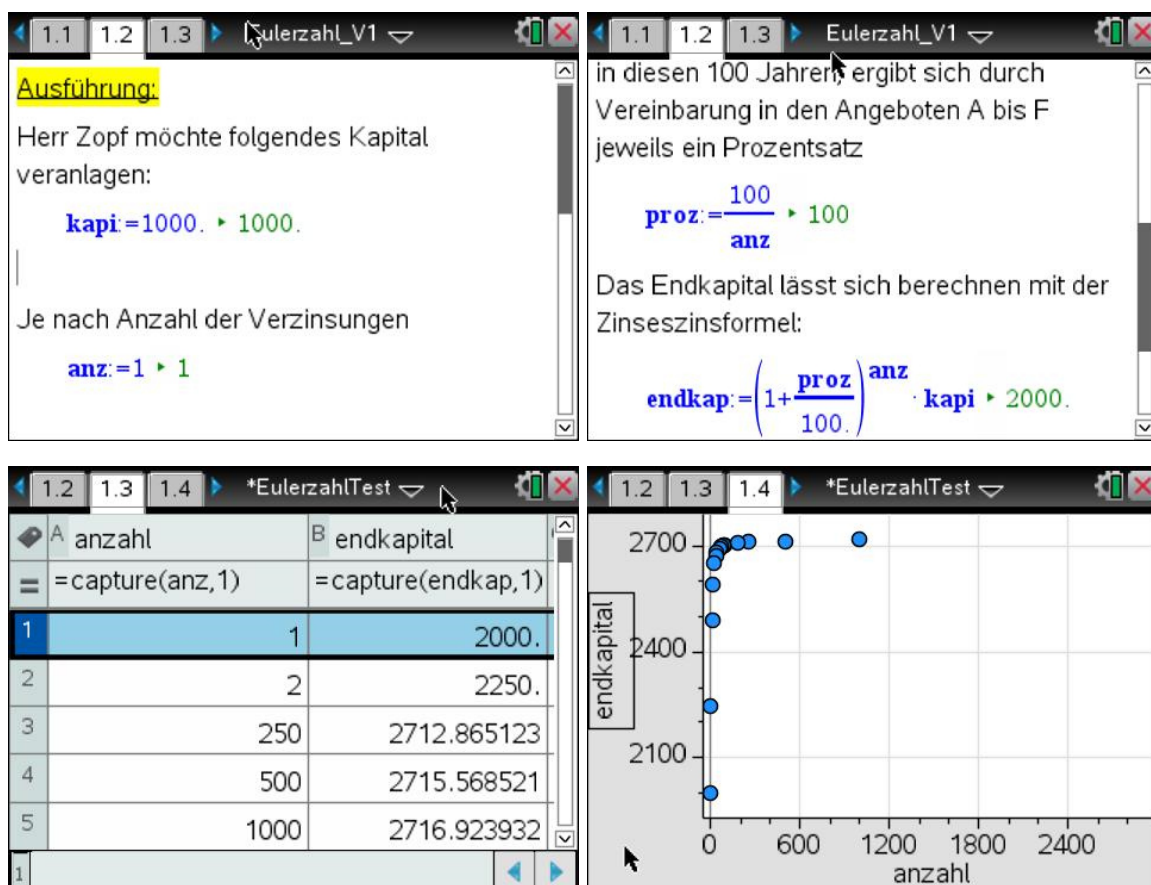 1.1 1.2 1.3 Eulerzahl_V1
Ausführung:
Herr Zopf möchte folgendes Kapital
veranlagen:
kapi:=1000. ▸ 1000.
Je nach Anzahl der Verzinsungen
anz:=1 ▸ 1
1.1 1.2 1.3 Eulerzahl_V1
in diesen 100 Jahren, ergibt sich durch
Vereinbarung in den Angeboten A bis F
jeweils ein Prozentsatz
proz:=100/anz ▸ 100
Das Endkapital lässt sich berechnen mit der
Zinseszinsformel:
endkap:=(1+proz/100.)^anz · kapi ▸ 2000.
1.2 1.3 1.4 *EulerzahlTest
A anzahl B endkapital
= =capture(anz,1) =capture(endkap,1)
1 1 2000.
2 2 2250.
3 250 2712.865123
4 500 2715.568521
5 1000 2716.923932
1
1.2 1.3 1.4 *EulerzahlTest
2700
2400
2100
endkapital
0 600 1200 1800 2400
anzahl